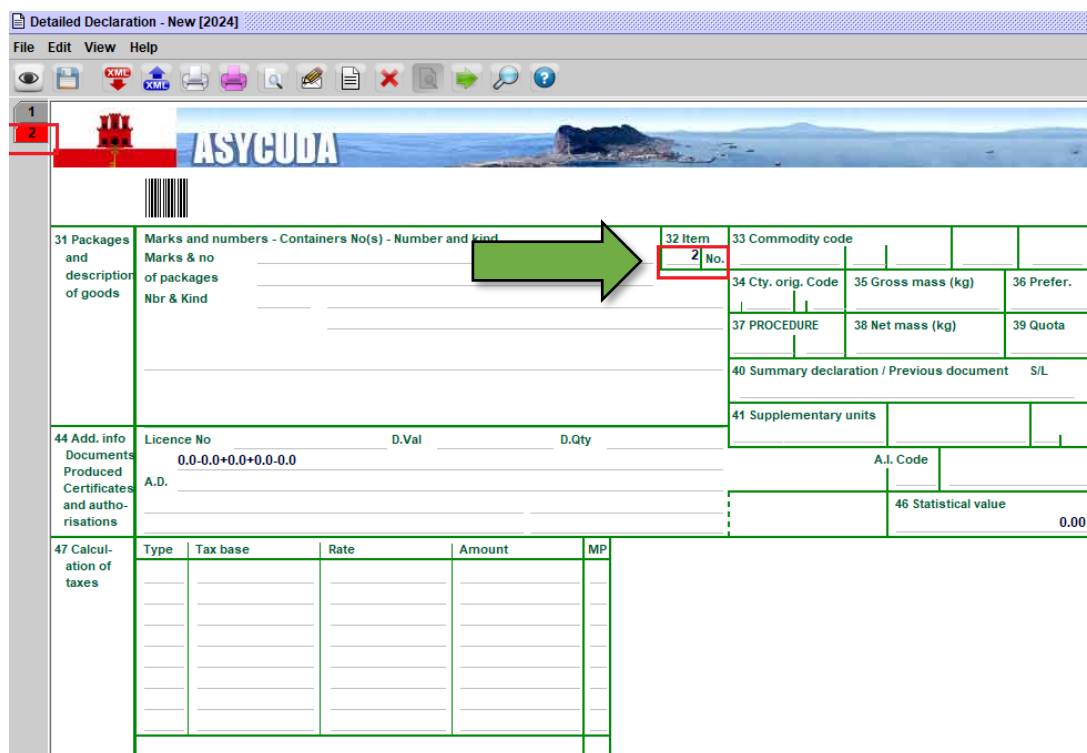 Detailed Declaration - New [2024]
File Edit View Help
XML XML
1
2
ASYCUDA
31 Packages and description of goods
Marks and numbers - Containers No(s) - Number and kind
Marks & no
of packages
Nbr & Kind
32 Item
2 No.
33 Commodity code
34 Cty. orig. Code 35 Gross mass (kg) 36 Prefer.
37 PROCEDURE 38 Net mass (kg) 39 Quota
40 Summary declaration / Previous document S/L
41 Supplementary units
44 Add. info Documents Produced Certificates and autho- risations
Licence No D.Val D.Qty
0.0-0.0+0.0+0.0-0.0
A.D.
A.I. Code
46 Statistical value
0.00
47 Calcul- ation of taxes
Type Tax base Rate Amount MP